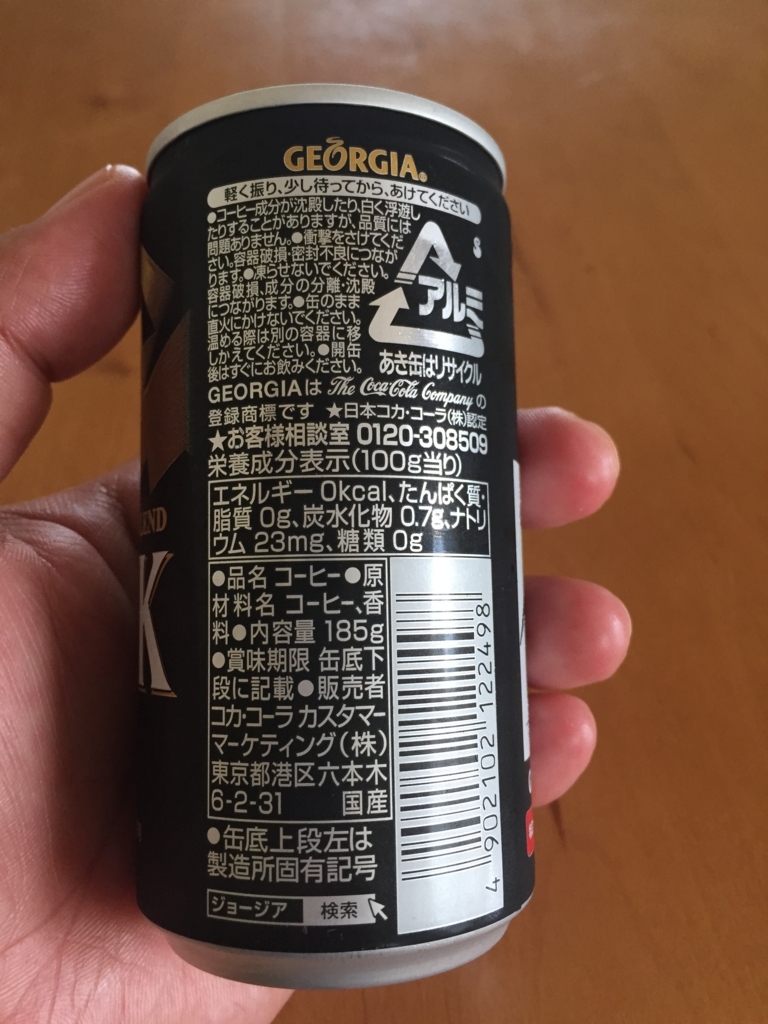 GEORGIA®
軽く振り、少し待ってから、あけてください
●コーヒー成分が沈殿したり、白く浮遊し
たりすることがありますが、品質には
問題ありません。●衝撃をさけてくだ
さい。容器破損・密封不良につなが
ります。●凍らせないでください。
容器破損、成分の分離・沈殿
につながります。●缶のまま
直火にかけないでください。
温める際は別の容器に移
しかえてください。●開缶
後はすぐにお飲みください。
S
アルミ
あき缶はリサイクル
GEORGIAは The Coca-Cola Company の
登録商標です ★日本コカ・コーラ(株)認定
★お客様相談室 0120-308509
栄養成分表示(100g当り)
エネルギー 0kcal、たんぱく質・
脂質 0g、炭水化物 0.7g、ナトリ
ウム 23mg、糖類 0g
●品名 コーヒー●原
材料名 コーヒー、香
料●内容量 185g
●賞味期限 缶底下
段に記載●販売者
コカ・コーラ カスタマー
マーケティング(株)
東京都港区六本木
6-2-31 国産
●缶底上段左は
製造所固有記号
ジョージア 検索
4 902102 122498
END
K